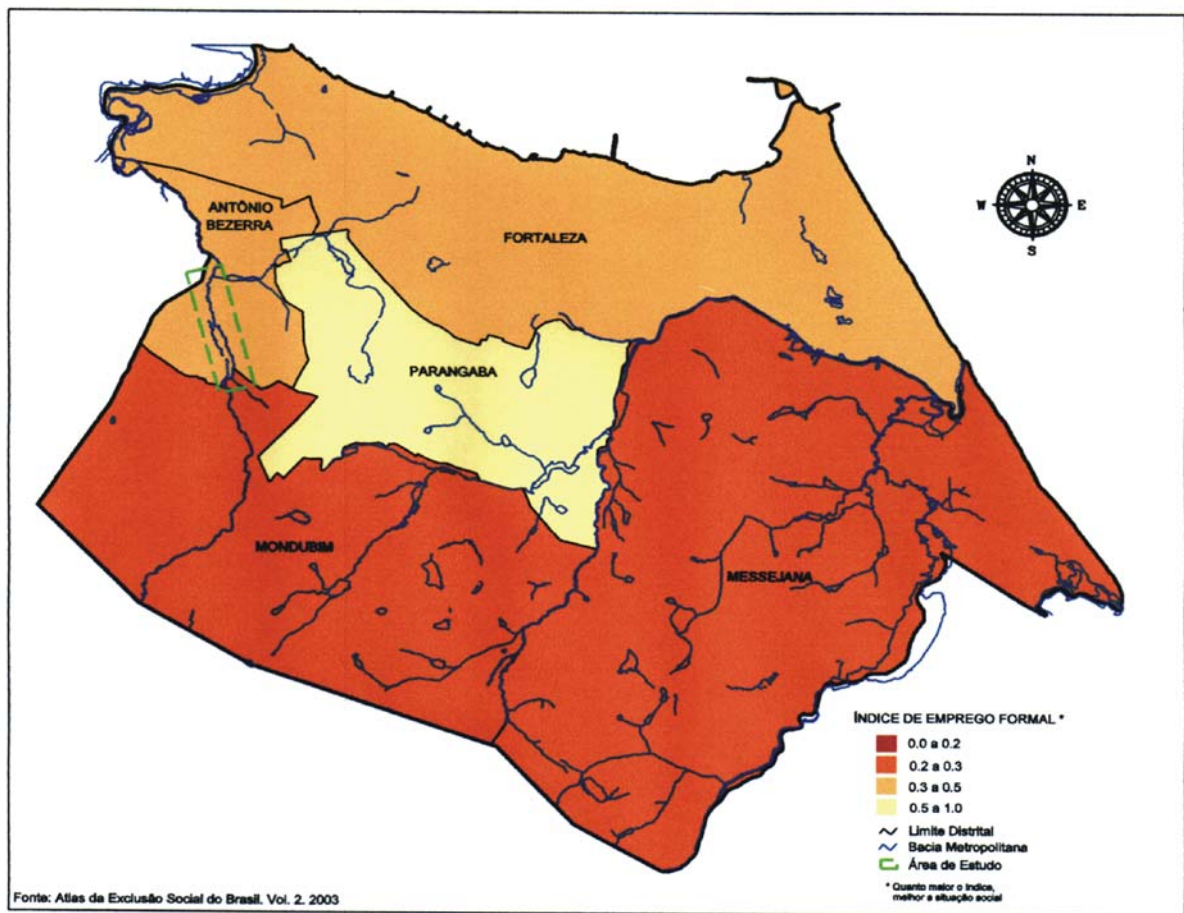 N
W E
S
ANTÔNIO
BEZERRA
FORTALEZA
PARANGABA
MONDUBIM
MESSEJANA
ÍNDICE DE EMPREGO FORMAL *
0.0 a 0.2
0.2 a 0.3
0.3 a 0.5
0.5 a 1.0
Limite Distrital
Bacia Metropolitana
Área de Estudo
* Quanto maior o índice,
melhor a situação social
Fonte: Atlas da Exclusão Social do Brasil. Vol. 2. 2003